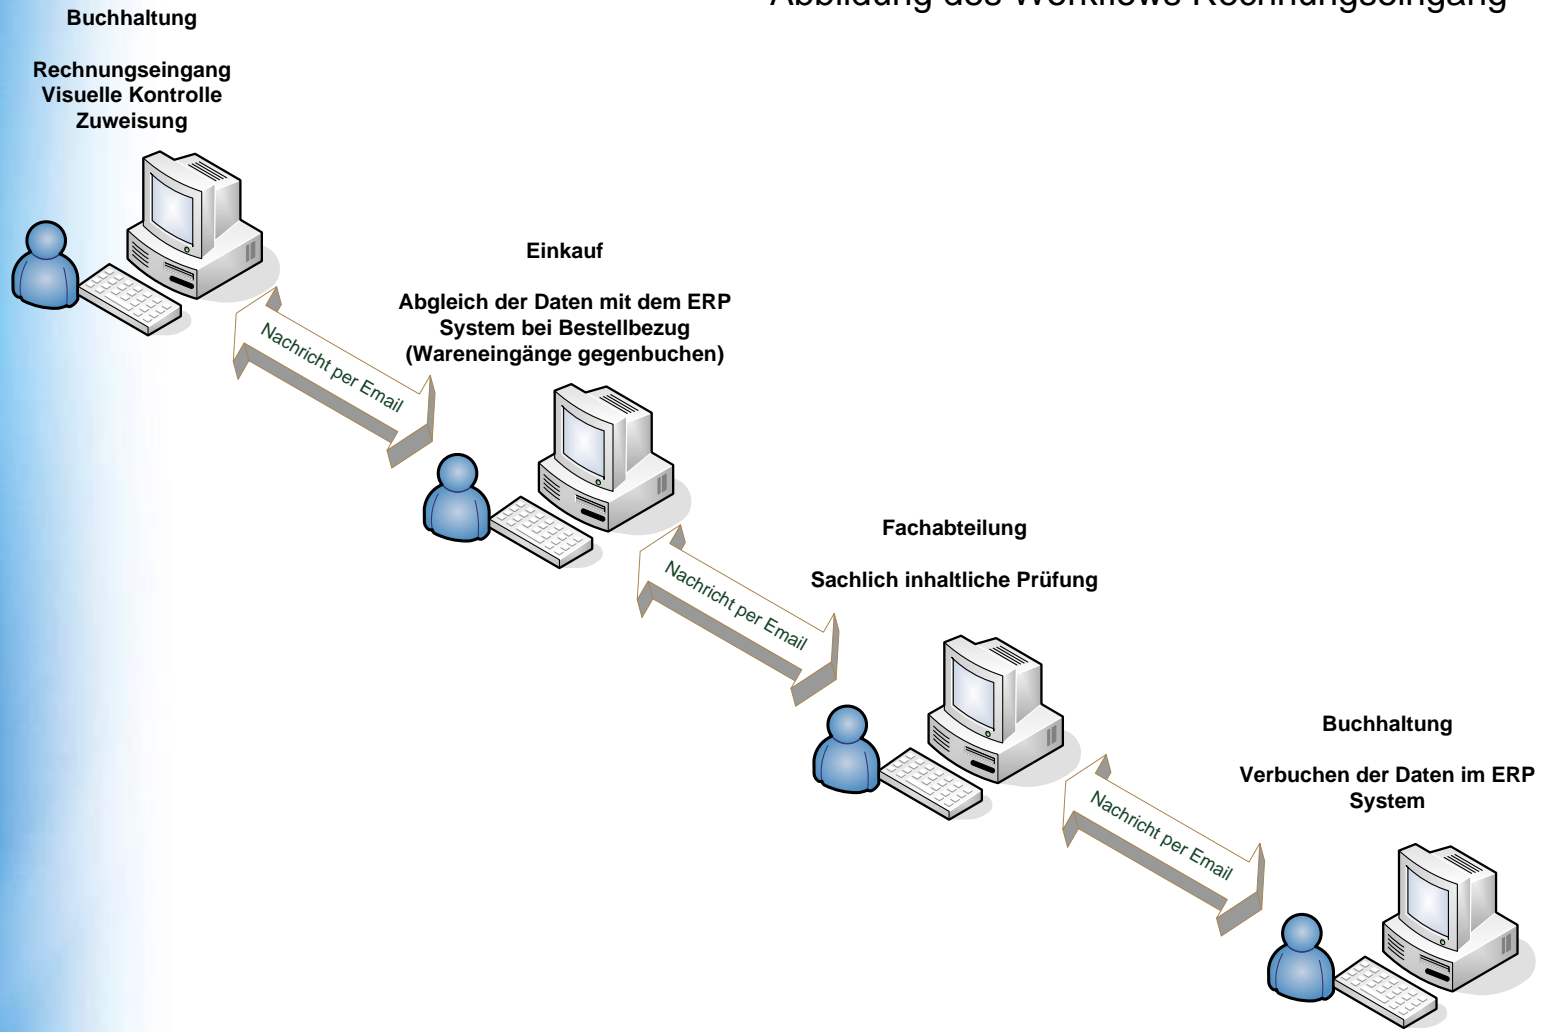 Abbildung des Workflows Rechnungseingang
Buchhaltung
Rechnungseingang
Visuelle Kontrolle
Zuweisung
Nachricht per Email
Einkauf
Abgleich der Daten mit dem ERP
System bei Bestellbezug
(Wareneingänge gegenbuchen)
Nachricht per Email
Fachabteilung
Sachlich inhaltliche Prüfung
Nachricht per Email
Buchhaltung
Verbuchen der Daten im ERP
System